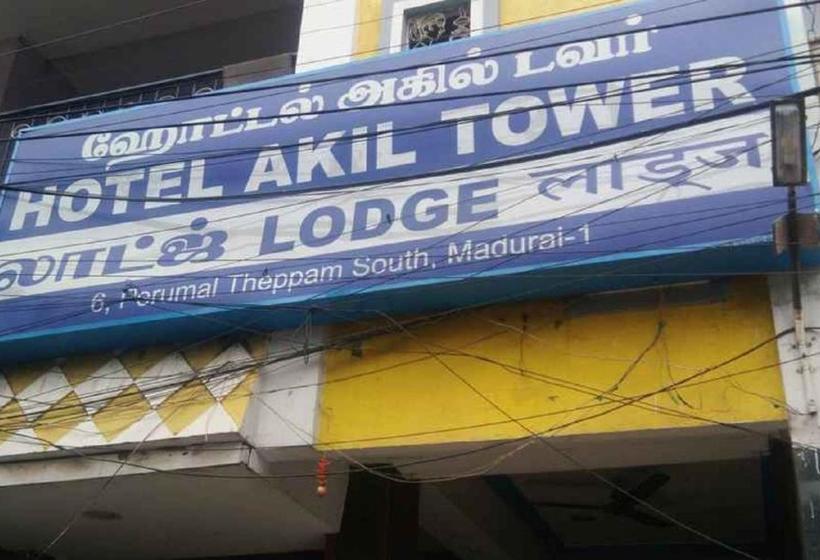 ஹோட்டல் அகில் டவர்
HOTEL AKIL TOWER
லாட்ஜ் LODGE लाड्ज
6, Perumal Theppam South, Madurai-1